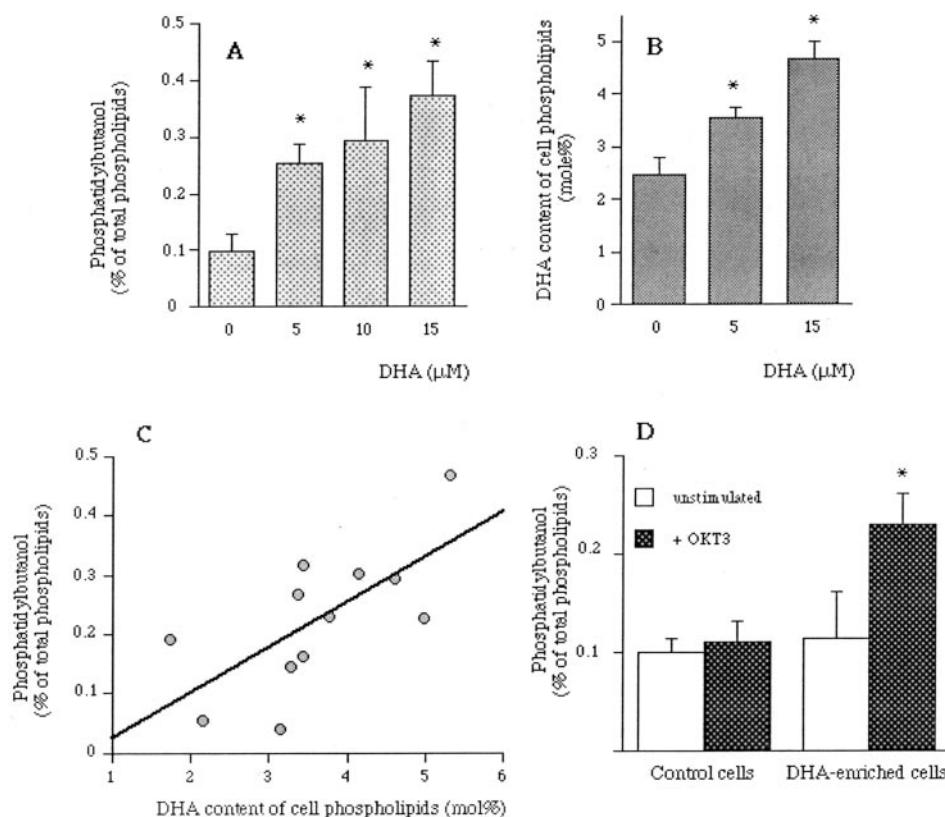 A
Phosphatidylbutanol
(% of total phospholipids)
0.5
0.4
0.3
0.2
0.1
0
*
*
*
0
5
10
15
DHA (µM)
B
DHA content of cell phospholipids
(mole%)
5
4
3
2
1
0
*
*
0
5
15
DHA (µM)
C
Phosphatidylbutanol
(% of total phospholipids)
0.5
0.4
0.3
0.2
0.1
0
1
2
3
4
5
6
DHA content of cell phospholipids (mol%)
D
Phosphatidylbutanol
(% of total phospholipids)
0.3
0.2
0.1
unstimulated
+ OKT3
*
Control cells
DHA-enriched cells